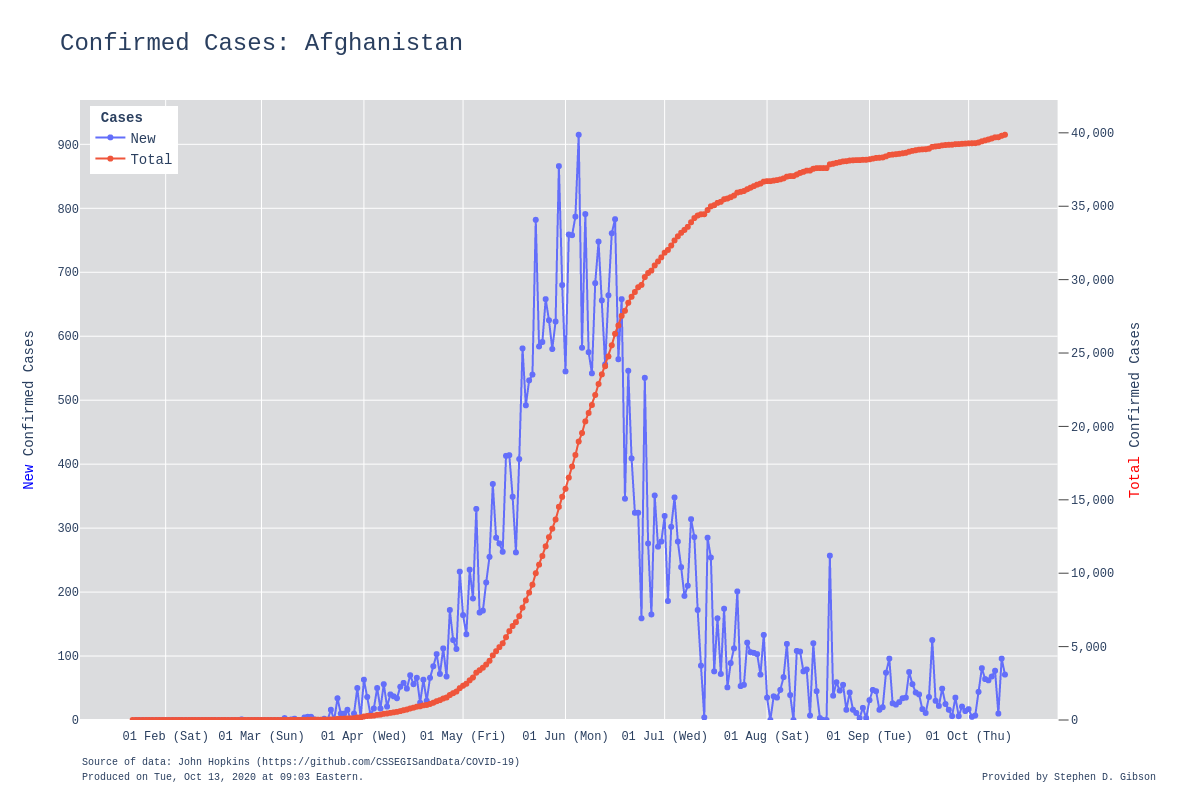 Confirmed Cases: Afghanistan
Cases
New
Total
900
800
700
600
500
400
300
200
100
0
New Confirmed Cases
40,000
35,000
30,000
25,000
20,000
15,000
10,000
5,000
0
Total Confirmed Cases
01 Feb (Sat) 01 Mar (Sun) 01 Apr (Wed) 01 May (Fri) 01 Jun (Mon) 01 Jul (Wed) 01 Aug (Sat) 01 Sep (Tue) 01 Oct (Thu)
Source of data: John Hopkins (https://github.com/CSSEGISandData/COVID-19)
Produced on Tue, Oct 13, 2020 at 09:03 Eastern.
Provided by Stephen D. Gibson